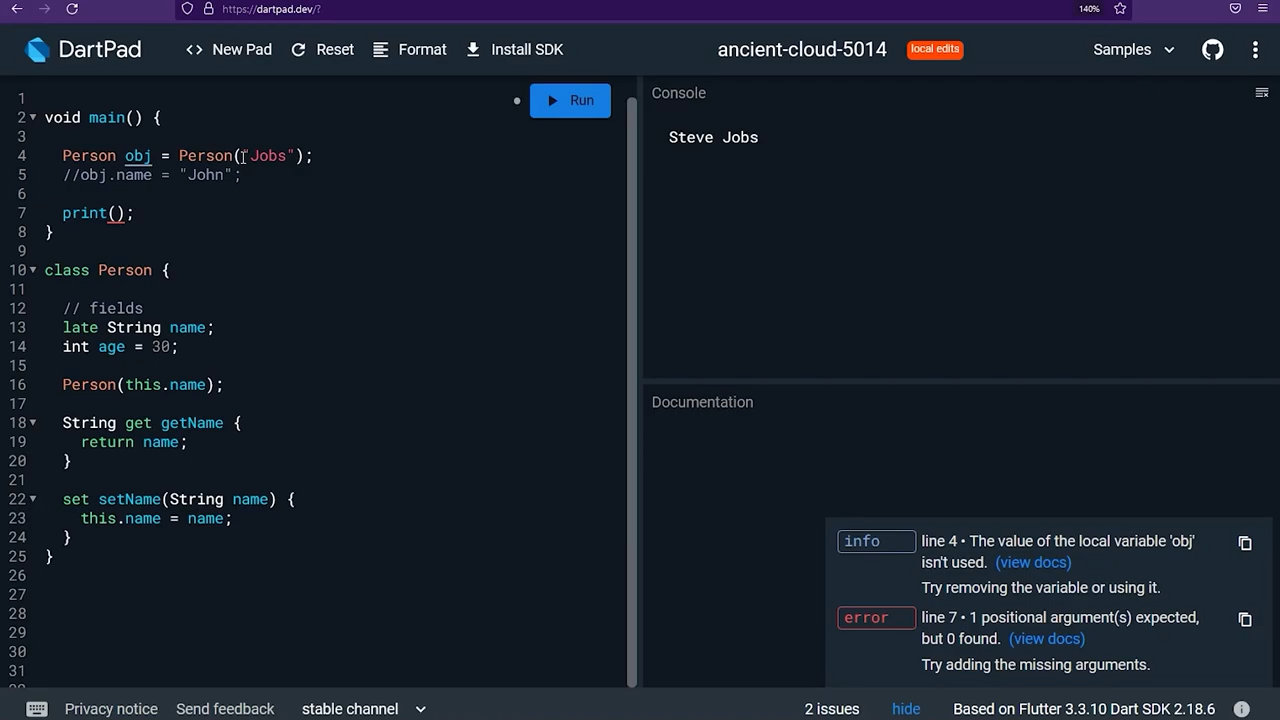 https://dartpad.dev/?
140%
DartPad
New Pad
Reset
Format
Install SDK
ancient-cloud-5014
local edits
Samples
Run
1
2 void main() {
3
4 Person obj = Person("Jobs");
5 //obj.name = "John";
6
7 print();
8 }
9
10 class Person {
11
12 // fields
13 late String name;
14 int age = 30;
15
16 Person(this.name);
17
18 String get getName {
19 return name;
20 }
21
22 set setName(String name) {
23 this.name = name;
24 }
25 }
26
27
28
29
30
31
Console
Steve Jobs
Documentation
info line 4 • The value of the local variable 'obj'
isn't used. (view docs)
Try removing the variable or using it.
error line 7 • 1 positional argument(s) expected,
but 0 found. (view docs)
Try adding the missing arguments.
Privacy notice
Send feedback
stable channel
2 issues
hide
Based on Flutter 3.3.10 Dart SDK 2.18.6